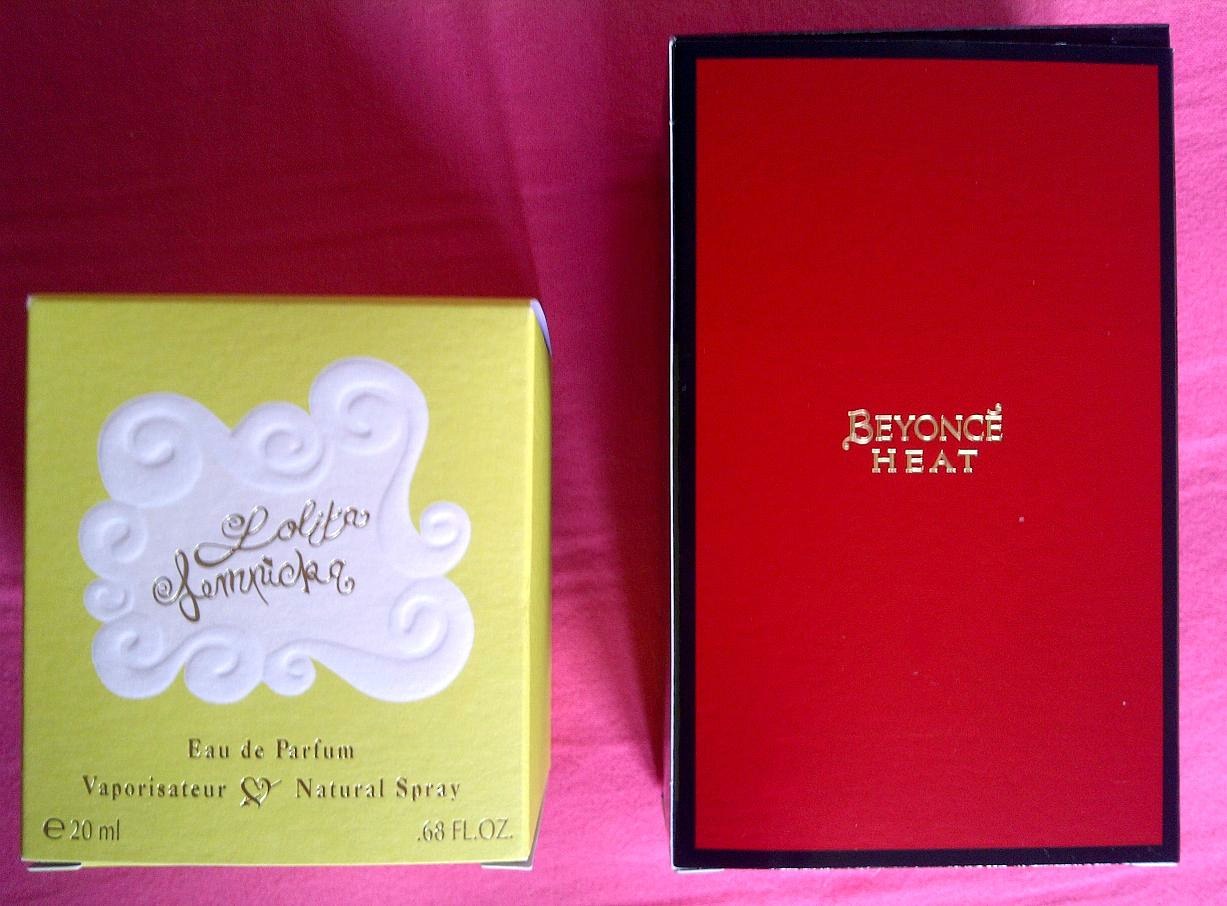 Lolita
Lempicka
Eau de Parfum
Vaporisateur Natural Spray
℮ 20 ml .68 FL.OZ.
BEYONCÉ
HEAT